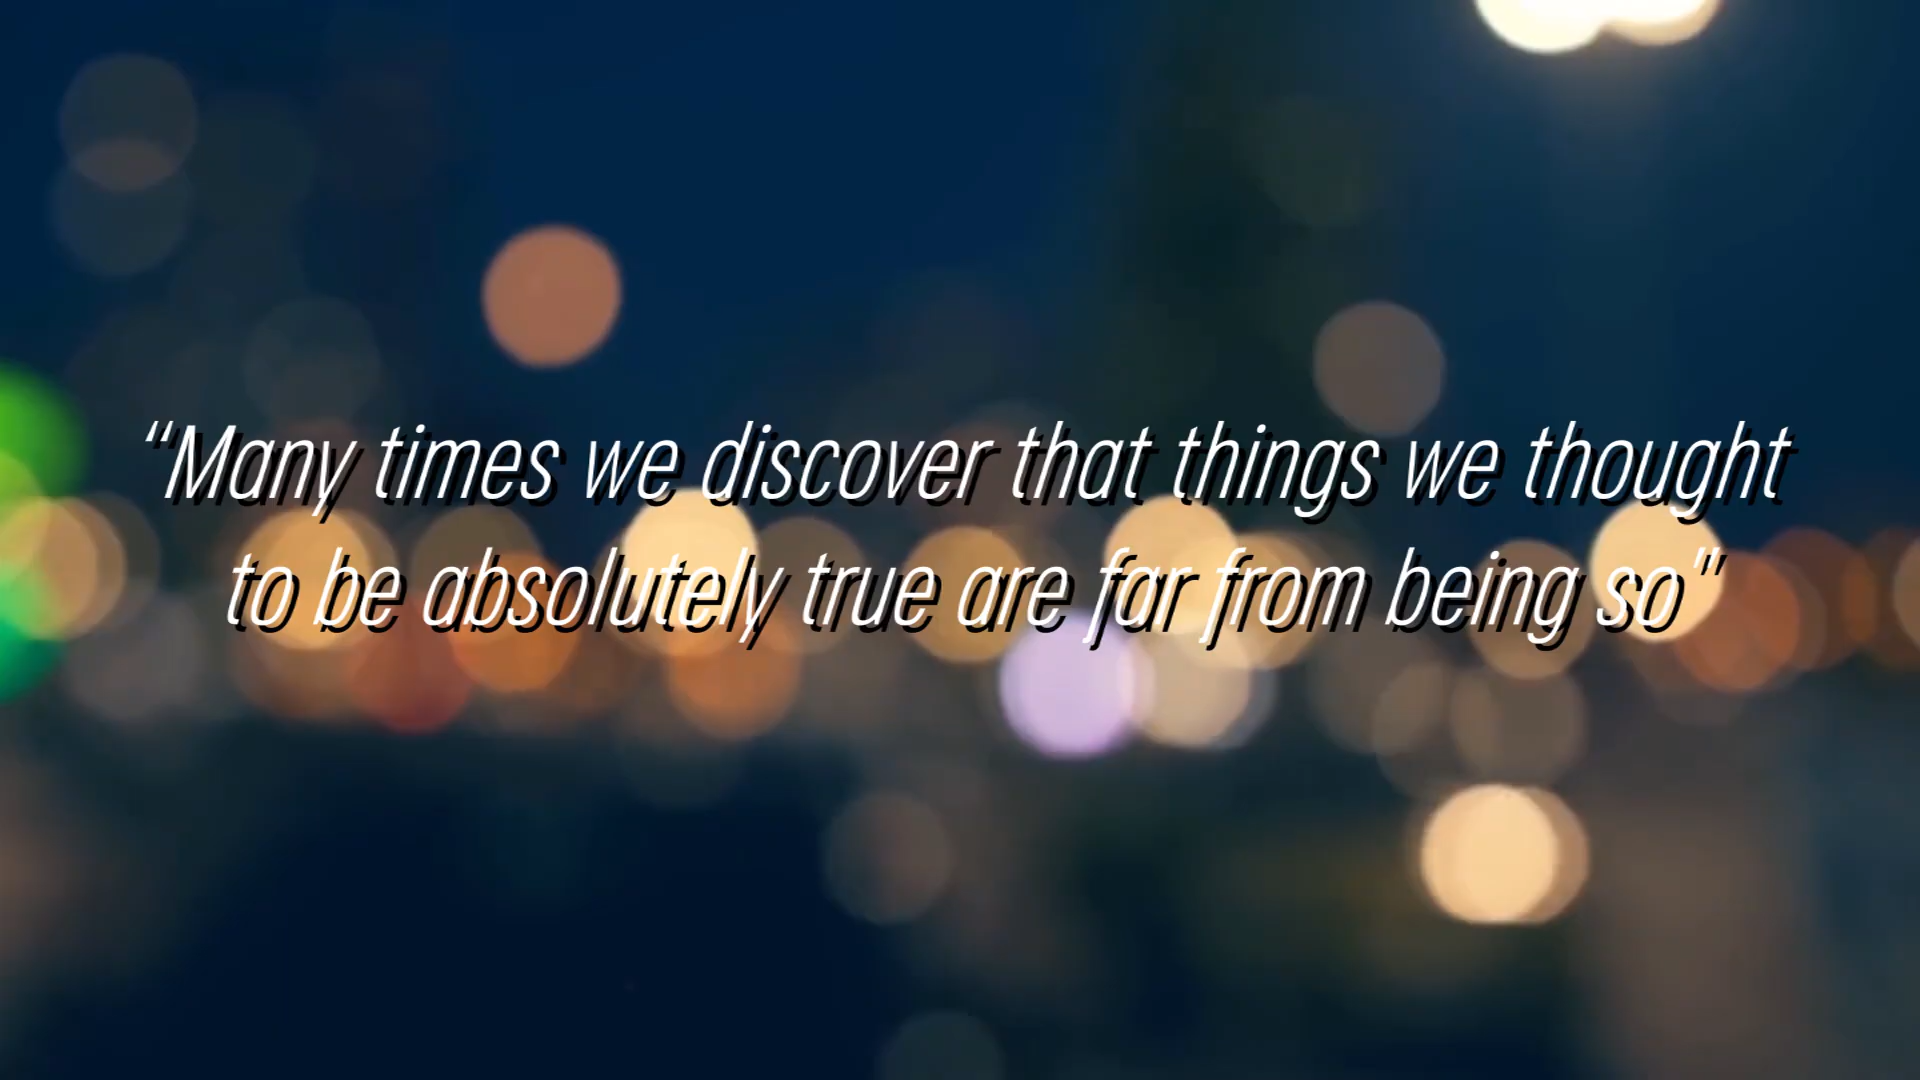 “Many times we discover that things we thought
to be absolutely true are far from being so”